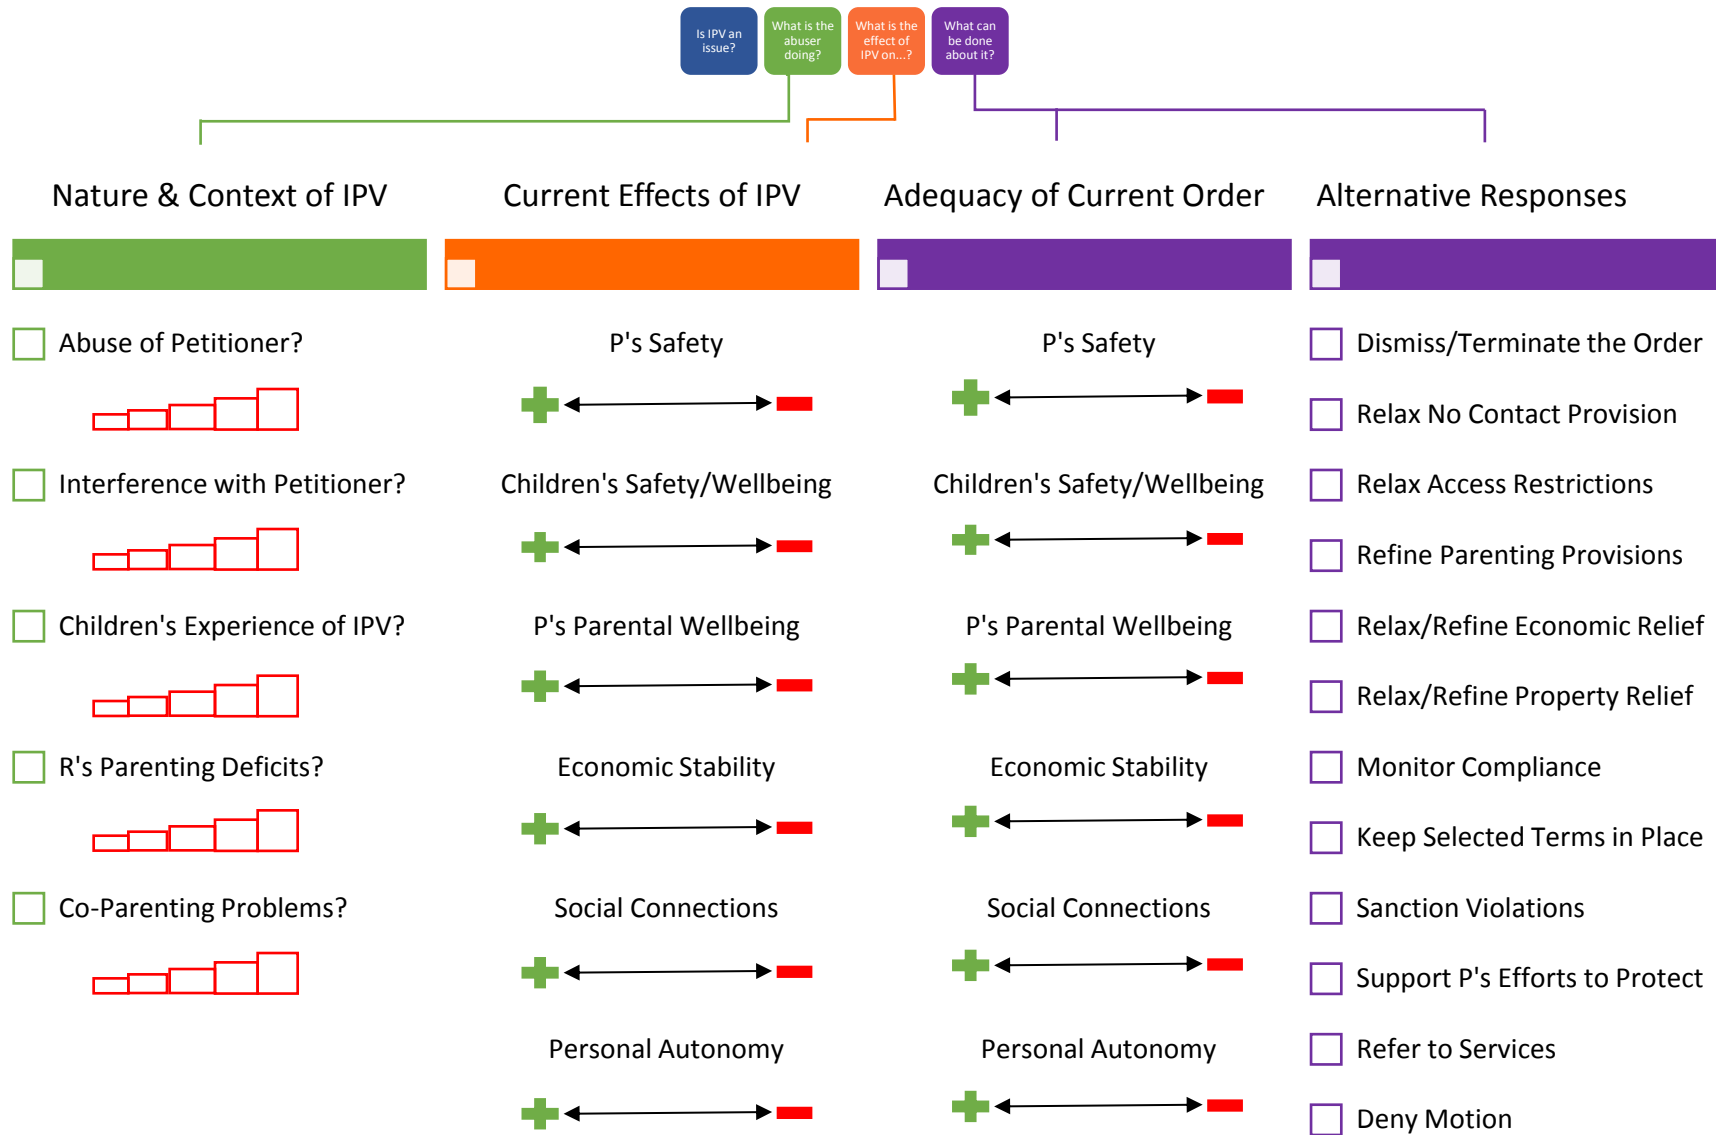 Is IPV an
issue?
What is the
abuser
doing?
What is the
effect of
IPV on...?
What can
be done
about it?
Nature & Context of IPV
Current Effects of IPV
Adequacy of Current Order
Alternative Responses
Abuse of Petitioner?
Interference with Petitioner?
Children's Experience of IPV?
R's Parenting Deficits?
Co-Parenting Problems?
P's Safety
Children's Safety/Wellbeing
P's Parental Wellbeing
Economic Stability
Social Connections
Personal Autonomy
P's Safety
Children's Safety/Wellbeing
P's Parental Wellbeing
Economic Stability
Social Connections
Personal Autonomy
Dismiss/Terminate the Order
Relax No Contact Provision
Relax Access Restrictions
Refine Parenting Provisions
Relax/Refine Economic Relief
Relax/Refine Property Relief
Monitor Compliance
Keep Selected Terms in Place
Sanction Violations
Support P's Efforts to Protect
Refer to Services
Deny Motion